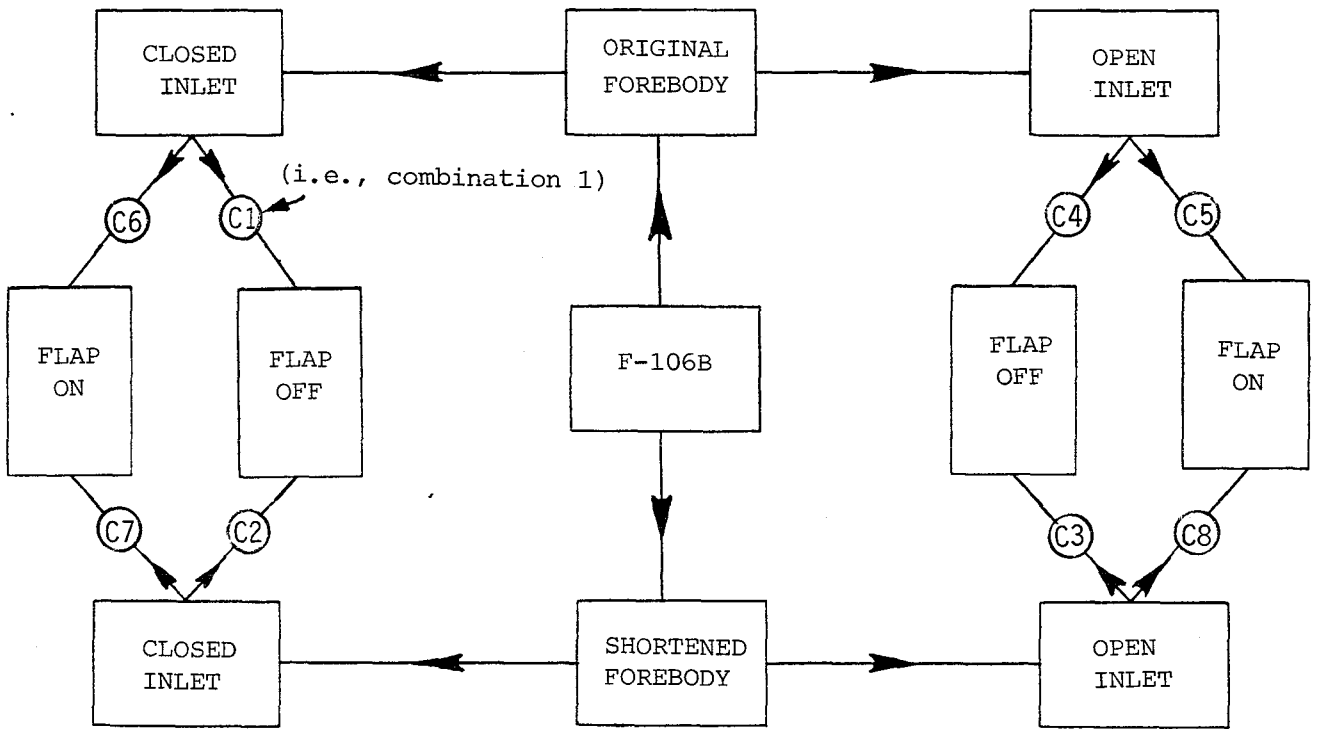 CLOSED
INLET
ORIGINAL
FOREBODY
OPEN
INLET
(i.e., combination 1)
C6
C1
C4
C5
FLAP
ON
FLAP
OFF
F-106B
FLAP
OFF
FLAP
ON
C7
C2
C3
C8
CLOSED
INLET
SHORTENED
FOREBODY
OPEN
INLET